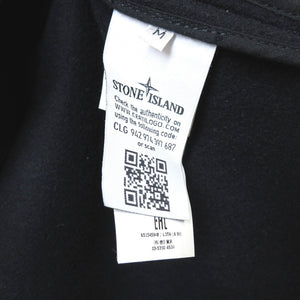 M
STONE ISLAND
Check the authenticity on
WWW.CERTILOGO.COM
using the following code:
CLG 942 974 391 687
or scan
EAC